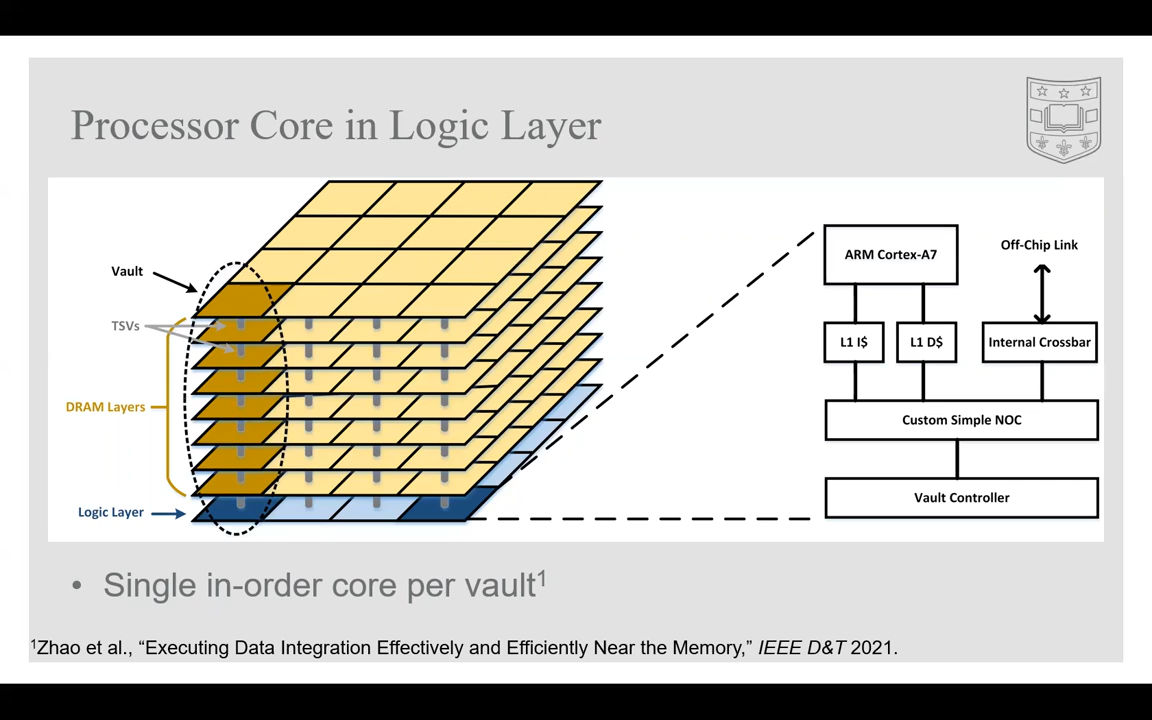 Processor Core in Logic Layer
Vault
TSVs
DRAM Layers
Logic Layer
ARM Cortex-A7
Off-Chip Link
L1 I$
L1 D$
Internal Crossbar
Custom Simple NOC
Vault Controller
• Single in-order core per vault¹
¹Zhao et al., “Executing Data Integration Effectively and Efficiently Near the Memory,” IEEE D&T 2021.